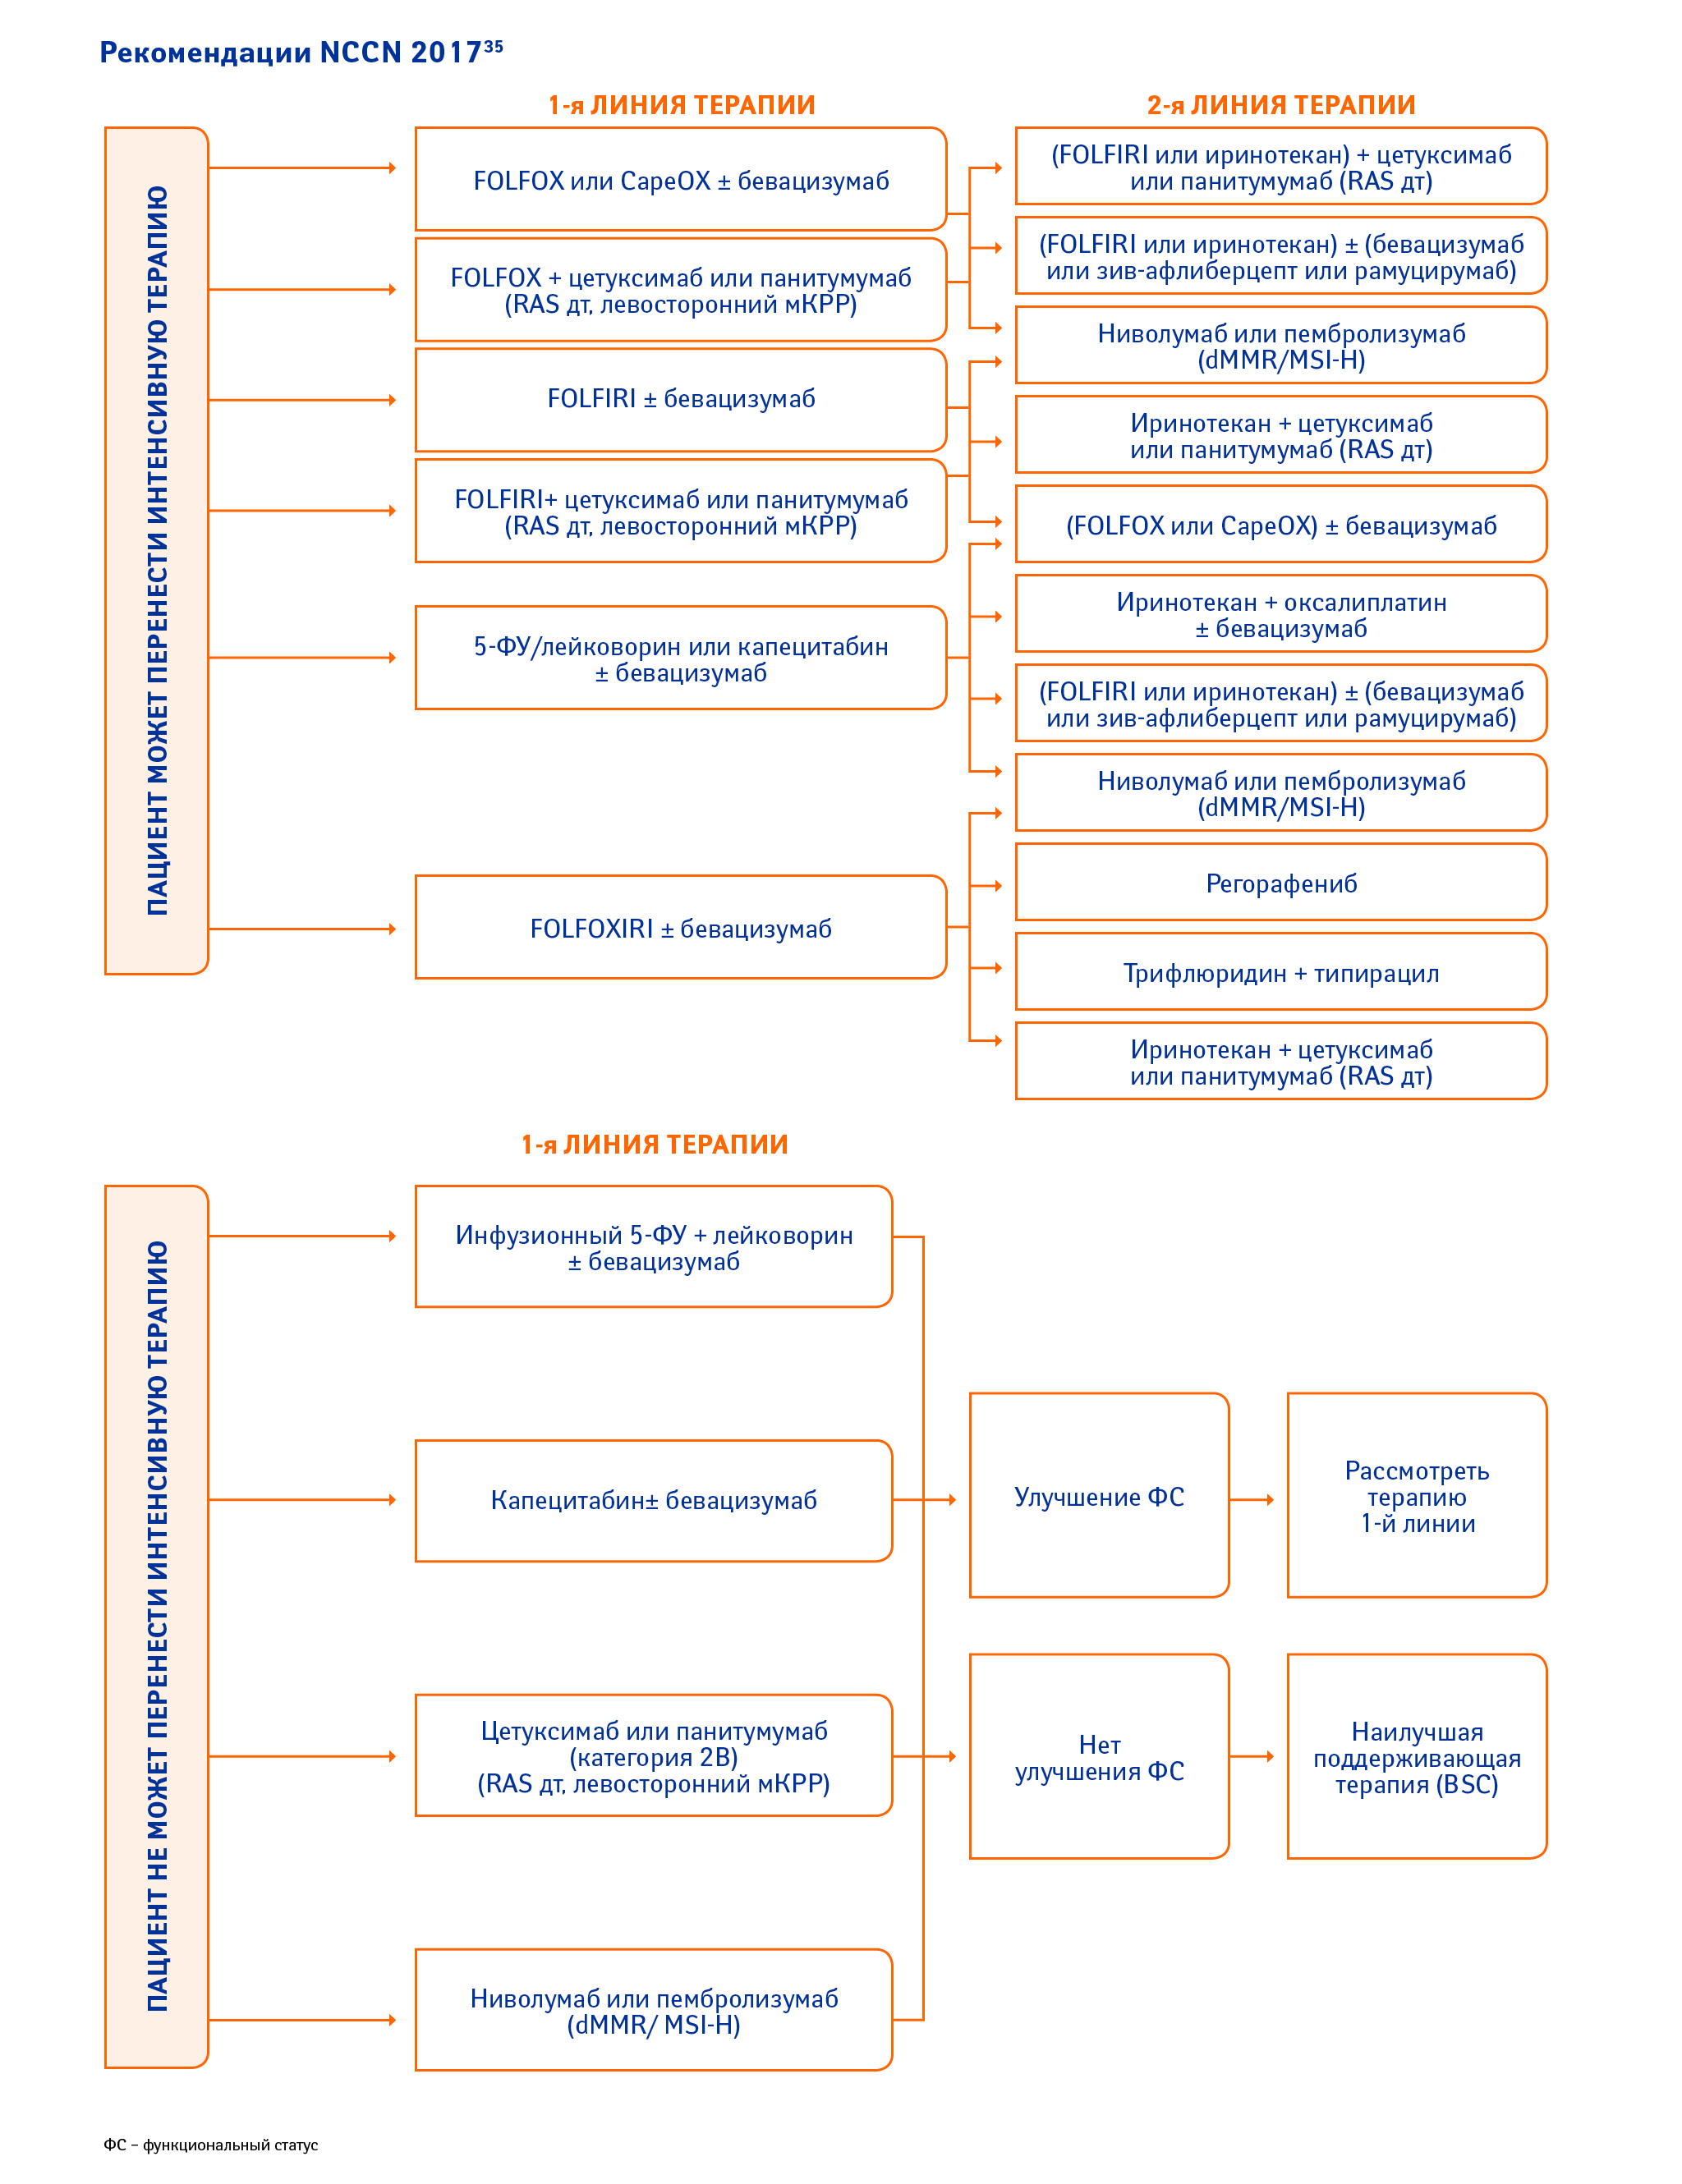 Рекомендации NCCN 2017³⁵
1-я ЛИНИЯ ТЕРАПИИ
2-я ЛИНИЯ ТЕРАПИИ
ПАЦИЕНТ МОЖЕТ ПЕРЕНЕСТИ ИНТЕНСИВНУЮ ТЕРАПИЮ
FOLFOX или CapeOX ± бевацизумаб
FOLFOX + цетуксимаб или панитумумаб
(RAS дт, левосторонний мКРР)
FOLFIRI ± бевацизумаб
FOLFIRI+ цетуксимаб или панитумумаб
(RAS дт, левосторонний мКРР)
5-ФУ/лейковорин или капецитабин
± бевацизумаб
FOLFOXIRI ± бевацизумаб
(FOLFIRI или иринотекан) + цетуксимаб
или панитумумаб (RAS дт)
(FOLFIRI или иринотекан) ± (бевацизумаб
или зив-афлиберцепт или рамуцирумаб)
Ниволумаб или пембролизумаб
(dMMR/MSI-H)
Иринотекан + цетуксимаб
или панитумумаб (RAS дт)
(FOLFOX или CapeOX) ± бевацизумаб
Иринотекан + оксалиплатин
± бевацизумаб
(FOLFIRI или иринотекан) ± (бевацизумаб
или зив-афлиберцепт или рамуцирумаб)
Ниволумаб или пембролизумаб
(dMMR/MSI-H)
Регорафениб
Трифлюридин + типирацил
Иринотекан + цетуксимаб
или панитумумаб (RAS дт)
1-я ЛИНИЯ ТЕРАПИИ
ПАЦИЕНТ НЕ МОЖЕТ ПЕРЕНЕСТИ ИНТЕНСИВНУЮ ТЕРАПИЮ
Инфузионный 5-ФУ + лейковорин
± бевацизумаб
Капецитабин± бевацизумаб
Цетуксимаб или панитумумаб
(категория 2B)
(RAS дт, левосторонний мКРР)
Ниволумаб или пембролизумаб
(dMMR/ MSI-H)
Улучшение ФС
Рассмотреть
терапию
1-й линии
Нет
улучшения ФС
Наилучшая
поддерживающая
терапия (BSC)
ФС – функциональный статус